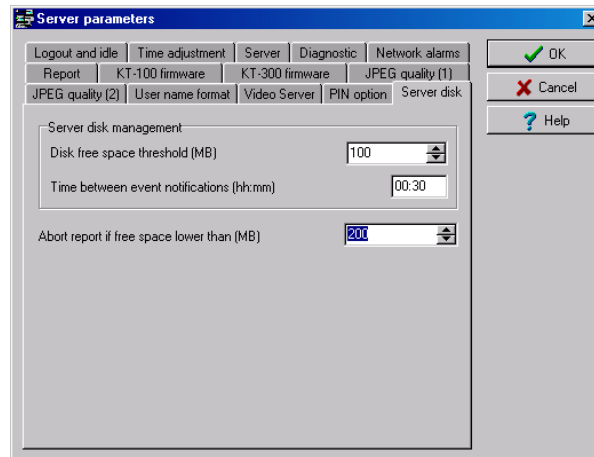 Server parameters
Logout and idle Time adjustment Server Diagnostic Network alarms
Report KT-100 firmware KT-300 firmware JPEG quality (1)
JPEG quality (2) User name format Video Server PIN option Server disk
OK
Cancel
Help
Server disk management
Disk free space threshold (MB) 100
Time between event notifications (hh:mm) 00:30
Abort report if free space lower than (MB) 200